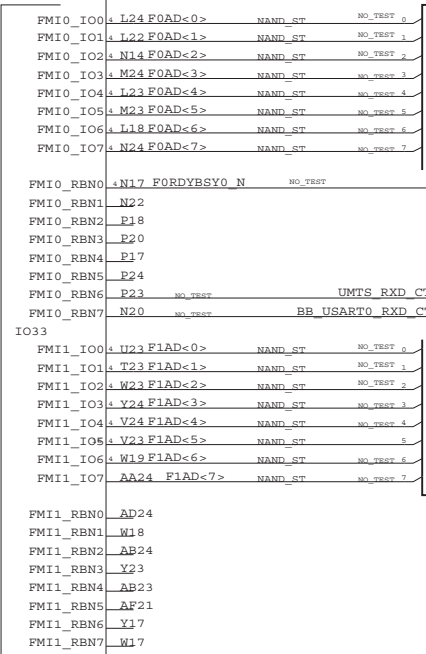 FMI0_IO0 4 L24 F0AD<0> NAND_ST NO_TEST 0
FMI0_IO1 4 L22 F0AD<1> NAND_ST NO_TEST 1
FMI0_IO2 4 N14 F0AD<2> NAND_ST NO_TEST 2
FMI0_IO3 4 M24 F0AD<3> NAND_ST NO_TEST 3
FMI0_IO4 4 L23 F0AD<4> NAND_ST NO_TEST 4
FMI0_IO5 4 M23 F0AD<5> NAND_ST NO_TEST 5
FMI0_IO6 4 L18 F0AD<6> NAND_ST NO_TEST 6
FMI0_IO7 4 N24 F0AD<7> NAND_ST NO_TEST 7
FMI0_RBN0 4 N17 F0RDYBSY0_N NO_TEST
FMI0_RBN1 N22
FMI0_RBN2 P18
FMI0_RBN3 P20
FMI0_RBN4 P17
FMI0_RBN5 P24
FMI0_RBN6 P23 NO_TEST UMTS_RXD_CT
FMI0_RBN7 N20 NO_TEST BB_USART0_RXD_CT
IO33
FMI1_IO0 4 U23 F1AD<0> NAND_ST NO_TEST 0
FMI1_IO1 4 T23 F1AD<1> NAND_ST NO_TEST 1
FMI1_IO2 4 W23 F1AD<2> NAND_ST NO_TEST 2
FMI1_IO3 4 Y24 F1AD<3> NAND_ST NO_TEST 3
FMI1_IO4 4 V24 F1AD<4> NAND_ST NO_TEST 4
FMI1_IO5 4 V23 F1AD<5> NAND_ST 5
FMI1_IO6 4 W19 F1AD<6> NAND_ST NO_TEST 6
FMI1_IO7 AA24 F1AD<7> NAND_ST NO_TEST 7
FMI1_RBN0 AD24
FMI1_RBN1 W18
FMI1_RBN2 AB24
FMI1_RBN3 Y23
FMI1_RBN4 AB23
FMI1_RBN5 AF21
FMI1_RBN6 Y17
FMI1_RBN7 W17